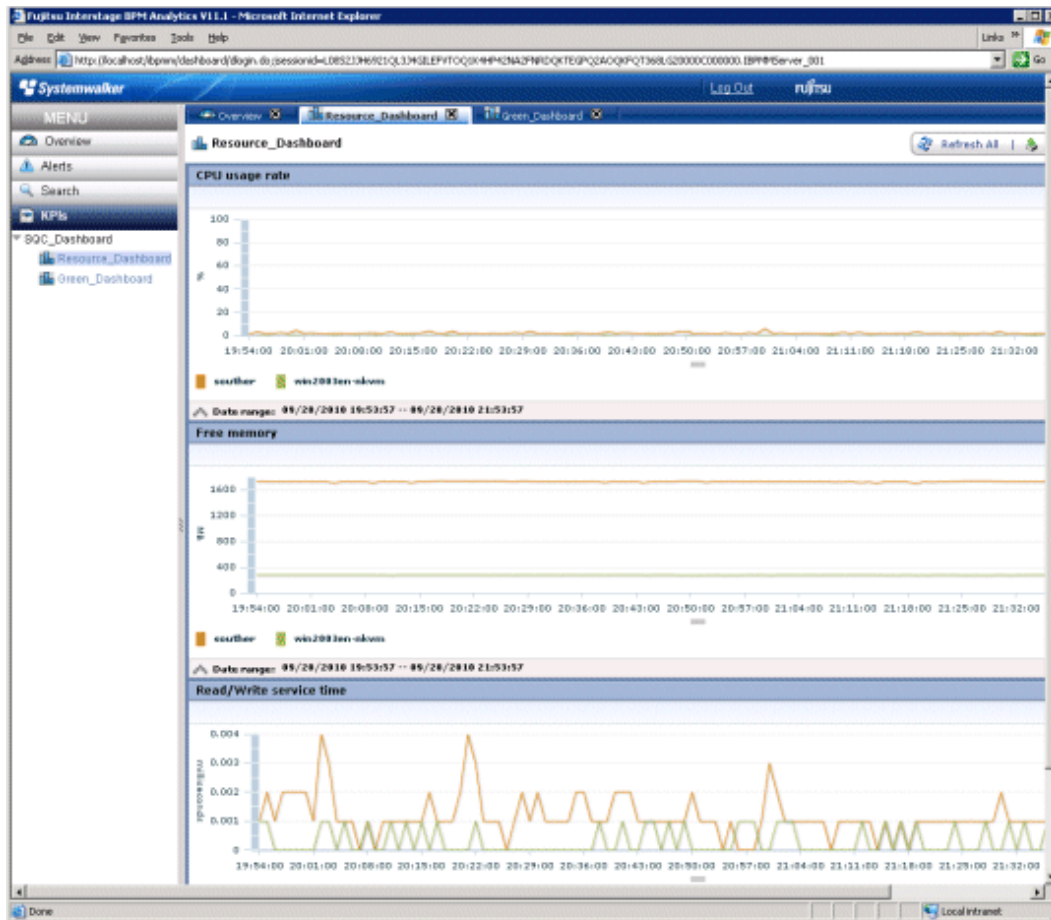 Fujitsu Interstage BPM Analytics V11.1 - Microsoft Internet Explorer
File Edit View Favorites Tools Help Links
Address Go
Systemwalker Log Out FUJITSU
MENU
Overview
Alerts
Search
KPIs
SQC_Dashboard
Resource_Dashboard
Green_Dashboard
Overview Resource_Dashboard Green_Dashboard
Resource_Dashboard Refresh All |
CPU usage rate
100
80
60
40
20
0
%
19:54:00 20:01:00 20:08:00 20:15:00 20:22:00 20:29:00 20:36:00 20:43:00 20:50:00 20:57:00 21:04:00 21:11:00 21:18:00 21:25:00 21:32:00
souther win2003en-nkvm
Date range: 09/20/2010 19:53:57 -- 09/20/2010 21:53:57
Free memory
1600
1200
800
400
0
19:54:00 20:01:00 20:08:00 20:15:00 20:22:00 20:29:00 20:36:00 20:43:00 20:50:00 20:57:00 21:04:00 21:11:00 21:18:00 21:25:00 21:32:00
souther win2003en-nkvm
Date range: 09/20/2010 19:53:57 -- 09/20/2010 21:53:57
Read/Write service time
0.004
0.003
0.002
0.001
0
milliseconds
19:54:00 20:01:00 20:08:00 20:15:00 20:22:00 20:29:00 20:36:00 20:43:00 20:50:00 20:57:00 21:04:00 21:11:00 21:18:00 21:25:00 21:32:00
Done Local intranet